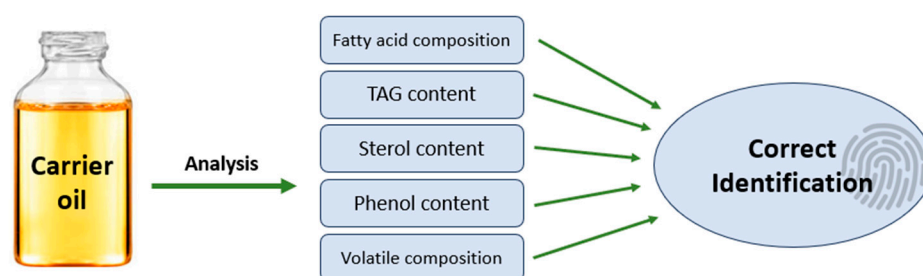 Carrier
oil
Analysis
Fatty acid composition
TAG content
Sterol content
Phenol content
Volatile composition
Correct
Identification